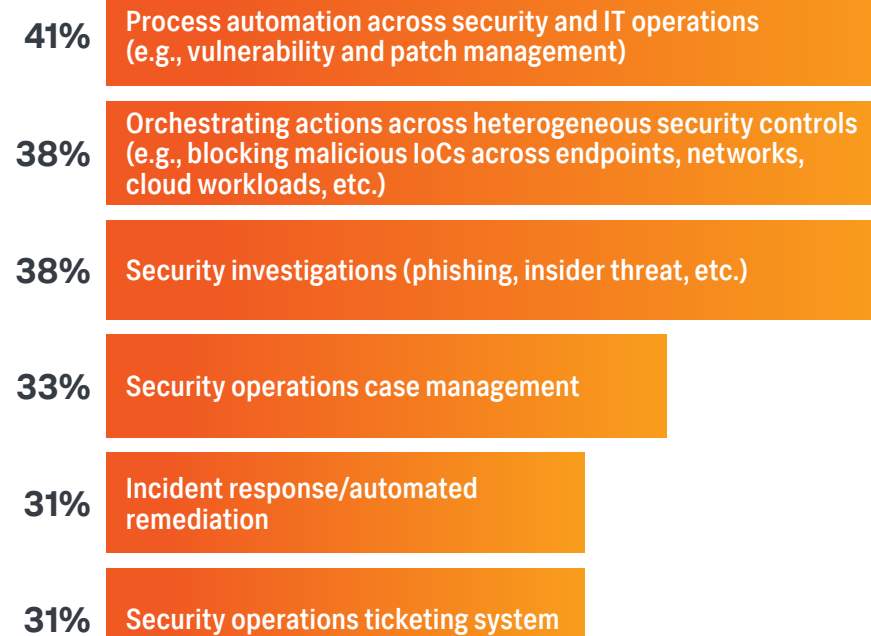 41%
Process automation across security and IT operations
(e.g., vulnerability and patch management)
38%
Orchestrating actions across heterogeneous security controls
(e.g., blocking malicious IoCs across endpoints, networks,
cloud workloads, etc.)
38%
Security investigations (phishing, insider threat, etc.)
33%
Security operations case management
31%
Incident response/automated
remediation
31%
Security operations ticketing system